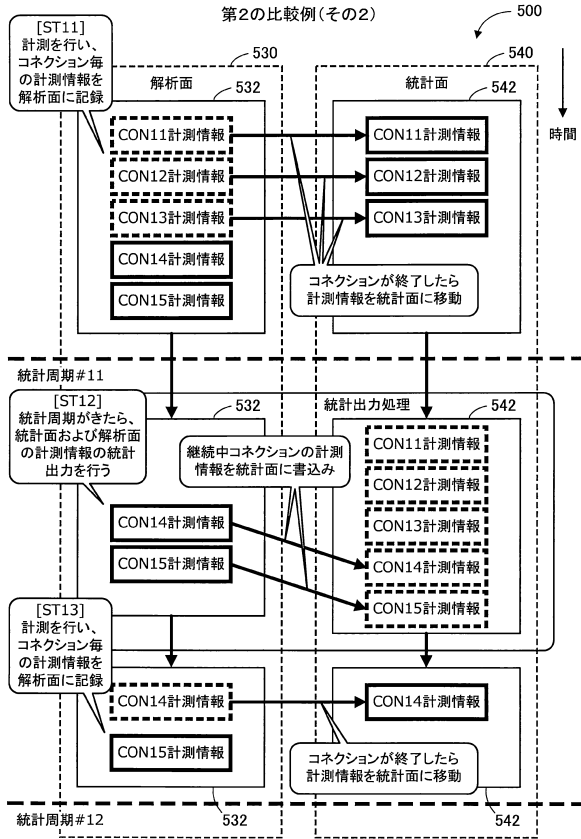 第2の比較例(その2)
500
[ST11]
計測を行い、
コネクション毎
の計測情報を
解析面に記録
530
540
解析面
統計面
532
542
時間
CON11計測情報
CON11計測情報
CON12計測情報
CON12計測情報
CON13計測情報
CON13計測情報
CON14計測情報
CON15計測情報
コネクションが終了したら
計測情報を統計面に移動
統計周期#11
[ST12]
統計周期がきたら、
統計面および解析面
の計測情報の統計
出力を行う
532
統計出力処理
542
継続中コネクションの計測
情報を統計面に書込み
CON11計測情報
CON12計測情報
CON13計測情報
CON14計測情報
CON14計測情報
CON15計測情報
CON15計測情報
[ST13]
計測を行い、
コネクション毎
の計測情報を
解析面に記録
CON14計測情報
CON14計測情報
CON15計測情報
コネクションが終了したら
計測情報を統計面に移動
532
542
統計周期#12